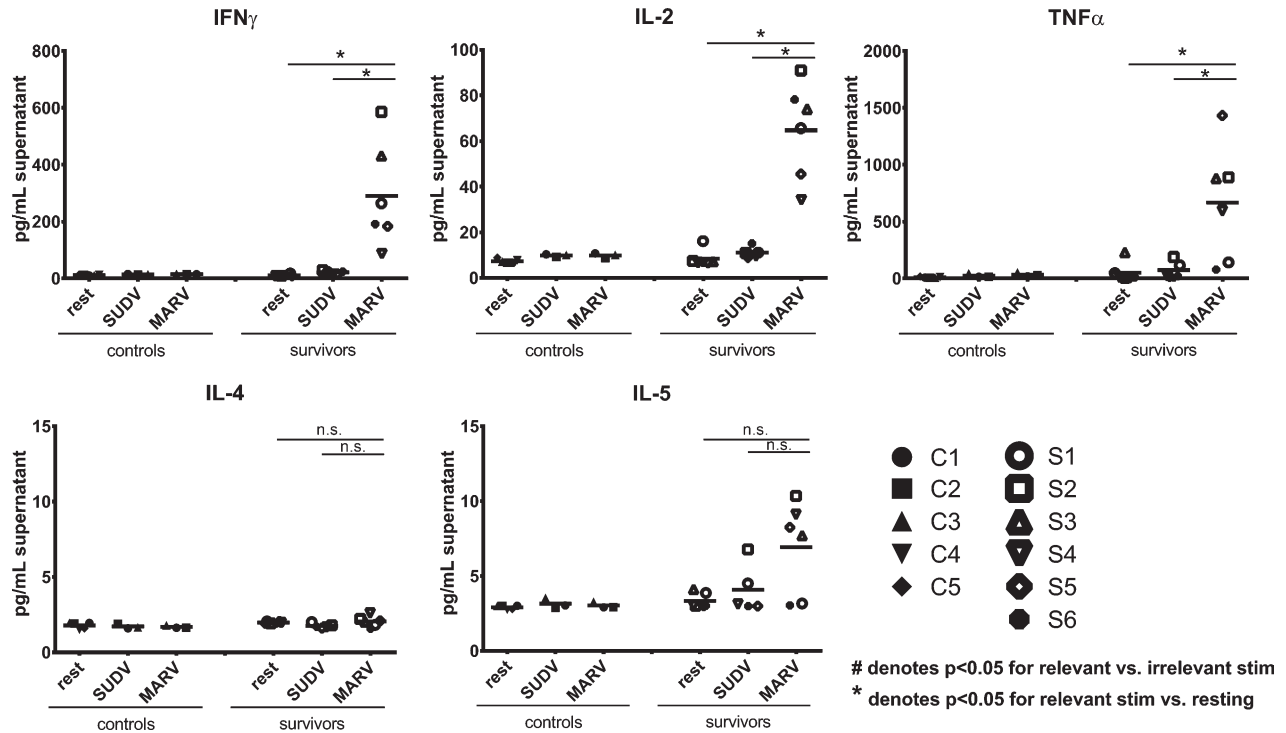 IFNγ
800
600
400
200
0
pg/mL supernatant
* 
*
rest
SUDV
MARV
rest
SUDV
MARV
controls
survivors
IL-2
100
80
60
40
20
0
pg/mL supernatant
*
*
rest
SUDV
MARV
rest
SUDV
MARV
controls
survivors
TNFα
2000
1500
1000
500
0
pg/mL supernatant
*
*
rest
SUDV
MARV
rest
SUDV
MARV
controls
survivors
IL-4
15
10
5
0
pg/mL supernatant
n.s.
n.s.
rest
SUDV
MARV
rest
SUDV
MARV
controls
survivors
IL-5
15
10
5
0
pg/mL supernatant
n.s.
n.s.
rest
SUDV
MARV
rest
SUDV
MARV
controls
survivors
C1
C2
C3
C4
C5
S1
S2
S3
S4
S5
S6
# denotes p<0.05 for relevant vs. irrelevant stim
* denotes p<0.05 for relevant stim vs. resting